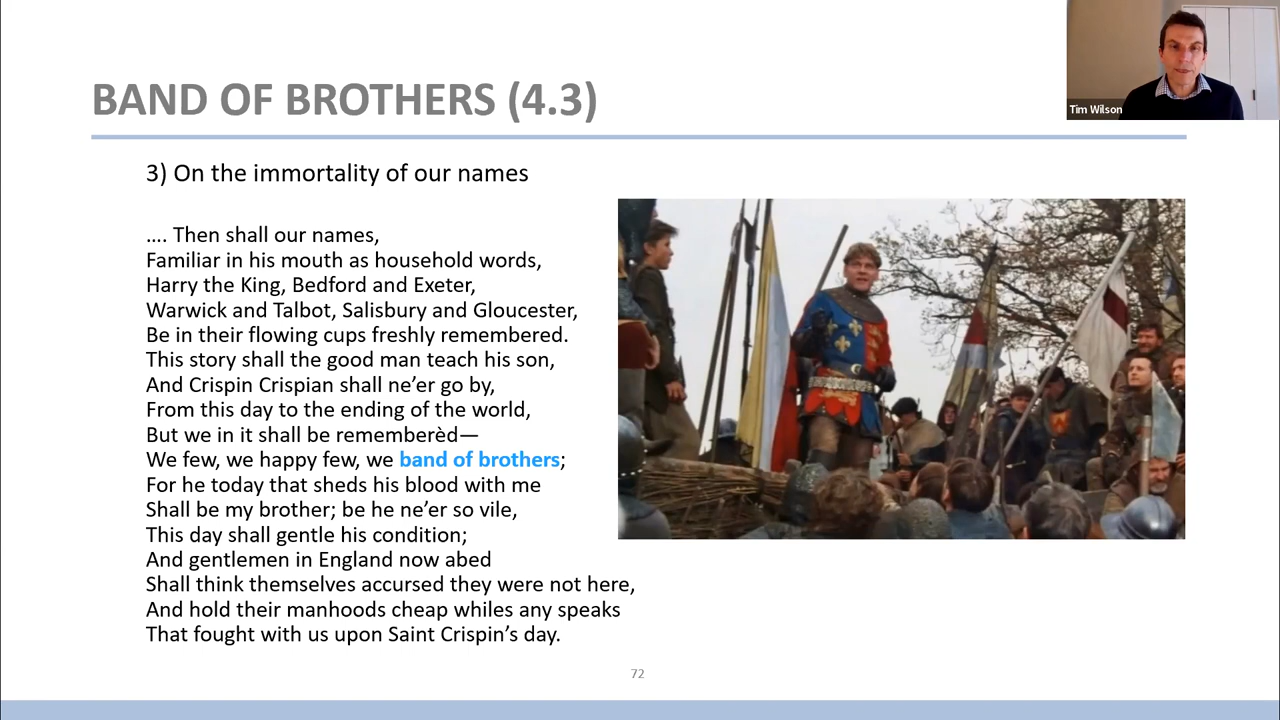 BAND OF BROTHERS (4.3)
Tim Wilson
3) On the immortality of our names
.... Then shall our names,
Familiar in his mouth as household words,
Harry the King, Bedford and Exeter,
Warwick and Talbot, Salisbury and Gloucester,
Be in their flowing cups freshly remembered.
This story shall the good man teach his son,
And Crispin Crispian shall ne’er go by,
From this day to the ending of the world,
But we in it shall be rememberèd—
We few, we happy few, we band of brothers;
For he today that sheds his blood with me
Shall be my brother; be he ne’er so vile,
This day shall gentle his condition;
And gentlemen in England now abed
Shall think themselves accursed they were not here,
And hold their manhoods cheap whiles any speaks
That fought with us upon Saint Crispin’s day.
72